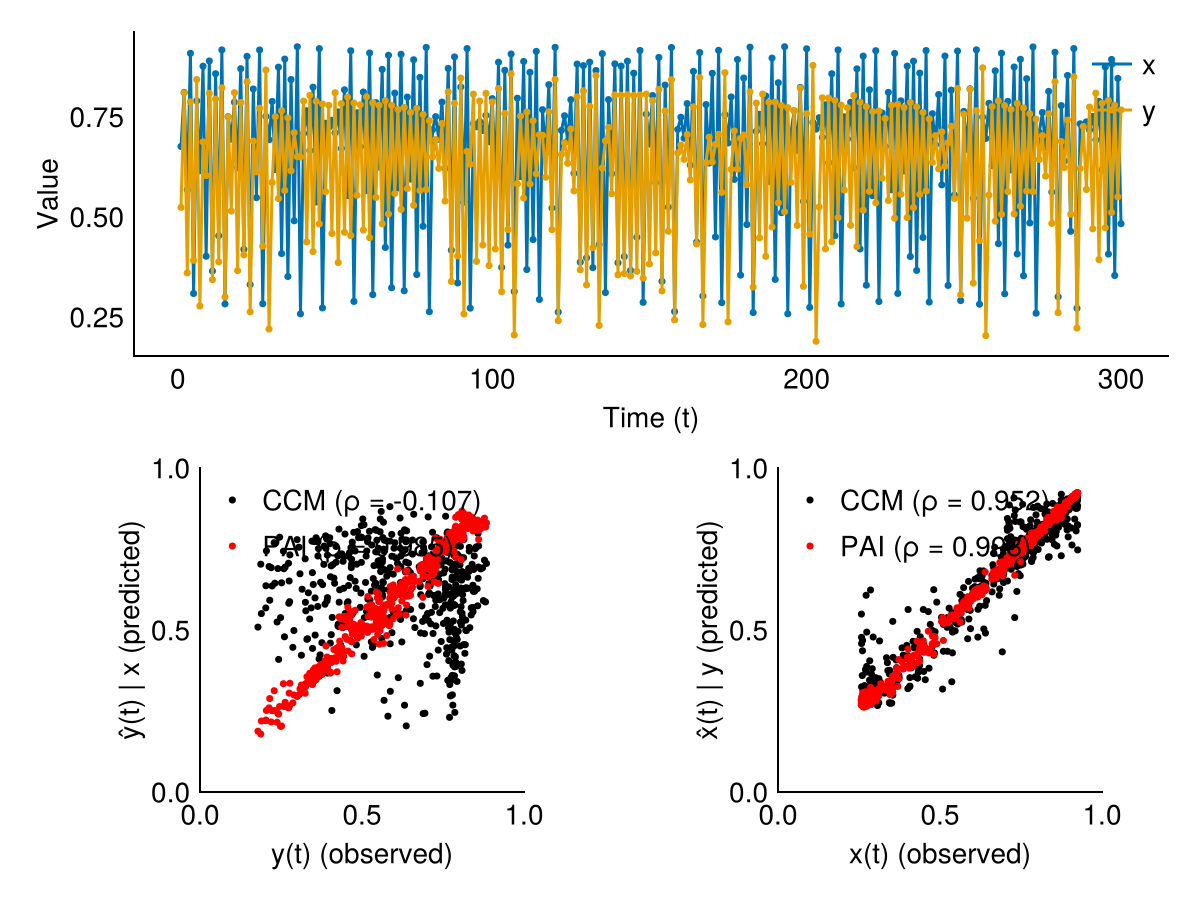 Value
0.75
0.50
0.25
x
y
0
100
200
300
Time (t)
ŷ(t) | x (predicted)
1.0
0.5
0.0
CCM (ρ = -0.107)
PAI (ρ =
0.0
0.5
1.0
y(t) (observed)
x̂(t) | y (predicted)
1.0
0.5
0.0
CCM (ρ = 0.952)
PAI (ρ =
0.0
0.5
1.0
x(t) (observed)